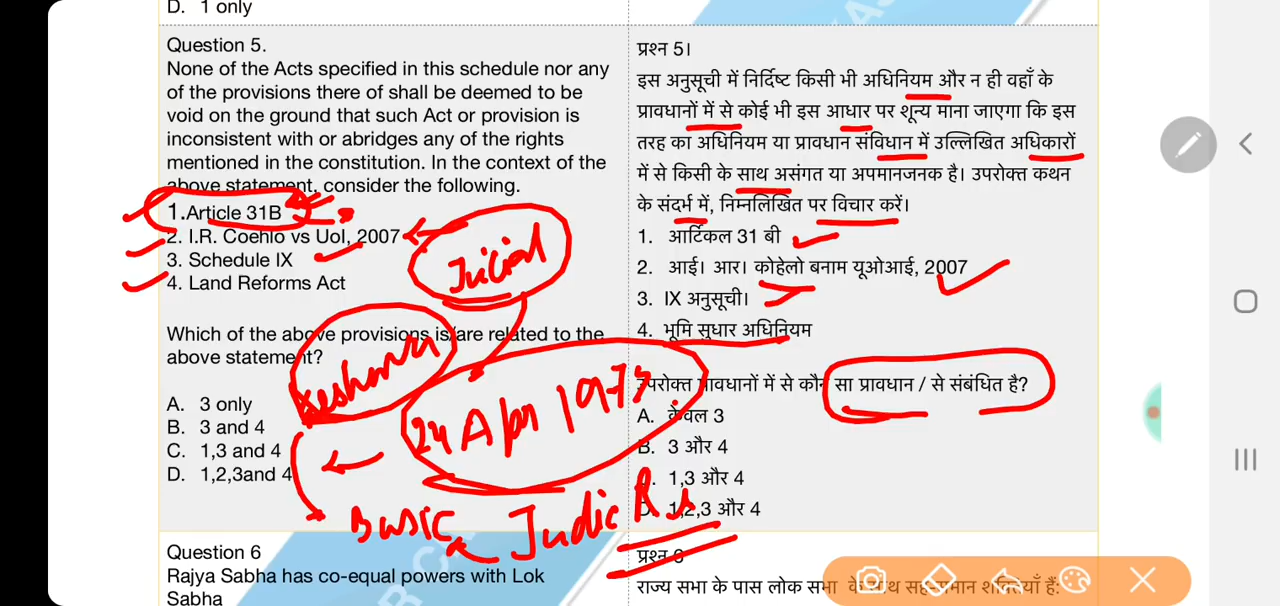 D. 1 only
Question 5.
None of the Acts specified in this schedule nor any
of the provisions there of shall be deemed to be
void on the ground that such Act or provision is
inconsistent with or abridges any of the rights
mentioned in the constitution. In the context of the
above statement, consider the following.
1.Article 31B
2. I.R. Coehlo vs UoI, 2007
3. Schedule IX
4. Land Reforms Act
Which of the above provisions is/are related to the
above statement?
A. 3 only
B. 3 and 4
C. 1,3 and 4
D. 1,2,3and 4
Question 6
Rajya Sabha has co-equal powers with Lok
Sabha
प्रश्न 5।
इस अनुसूची में निर्दिष्ट किसी भी अधिनियम और न ही वहाँ के
प्रावधानों में से कोई भी इस आधार पर शून्य माना जाएगा कि इस
तरह का अधिनियम या प्रावधान संविधान में उल्लिखित अधिकारों
में से किसी के साथ असंगत या अपमानजनक है। उपरोक्त कथन
के संदर्भ में, निम्नलिखित पर विचार करें।
1. आर्टिकल 31 बी
2. आई। आर। कोहेलो बनाम यूओआई, 2007
3. IX अनुसूची।
4. भूमि सुधार अधिनियम
उपरोक्त प्रावधानों में से कौन सा प्रावधान / से संबंधित है?
A. केवल 3
B. 3 और 4
1,3 और 4
D. 1,2,3 और 4
प्रश्न 6
राज्य सभा के पास लोक सभा के साथ सह-समान शक्तियाँ हैं:
24 Apr 1973
Basic